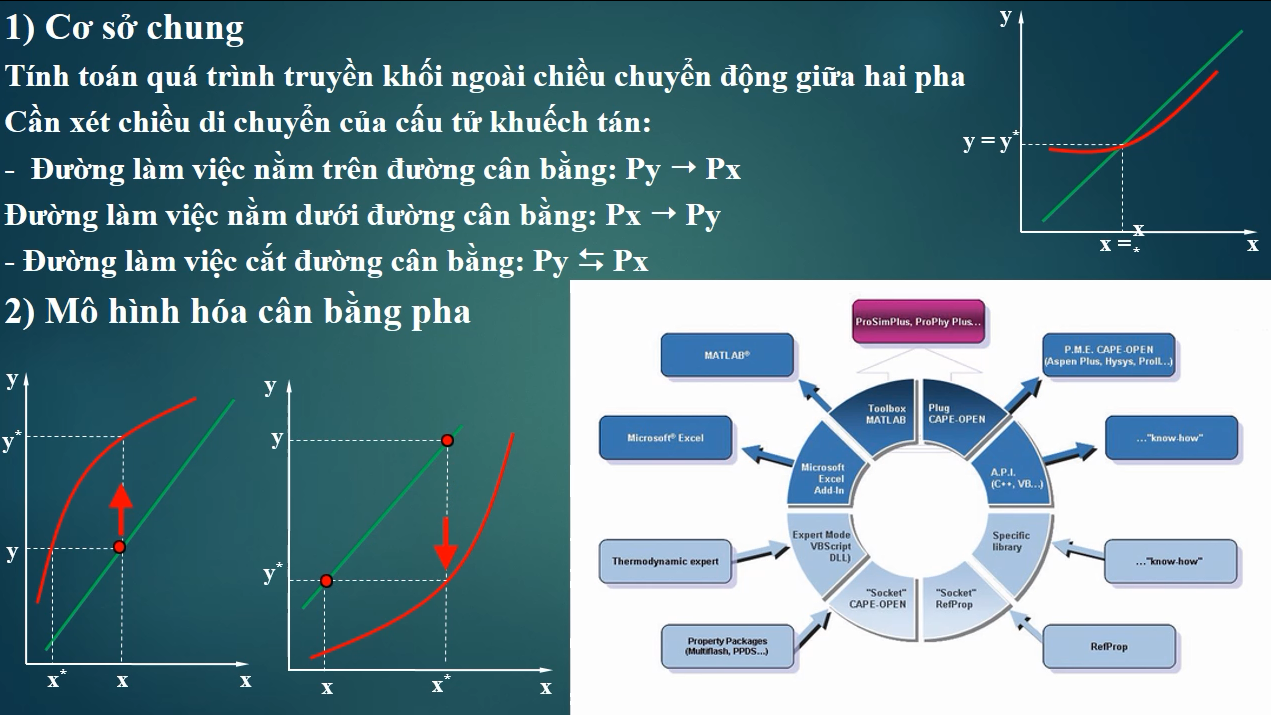 1) Cơ sở chung
Tính toán quá trình truyền khối ngoài chiều chuyển động giữa hai pha
Cần xét chiều di chuyển của cấu tử khuếch tán:
- Đường làm việc nằm trên đường cân bằng: Py → Px
Đường làm việc nằm dưới đường cân bằng: Px → Py
- Đường làm việc cắt đường cân bằng: Py ⇆ Px
y
y = y*
x
x = *
x
2) Mô hình hóa cân bằng pha
y
y*
y
x*
x
x
y
y
y*
x
x*
x
ProSimPlus, ProPhy Plus...
MATLAB®
P.M.E. CAPE-OPEN
(Aspen Plus, Hysys, ProII...)
Toolbox
MATLAB
Plug
CAPE-OPEN
Microsoft® Excel
..."know-how"
Microsoft
Excel
Add-In
A.P.I.
(C++, VB...)
Expert Mode
VBScript
DLL)
Specific
library
Thermodynamic expert
..."know-how"
"Socket"
CAPE-OPEN
"Socket"
RefProp
Property Packages
(Multiflash, PPDS...)
RefProp